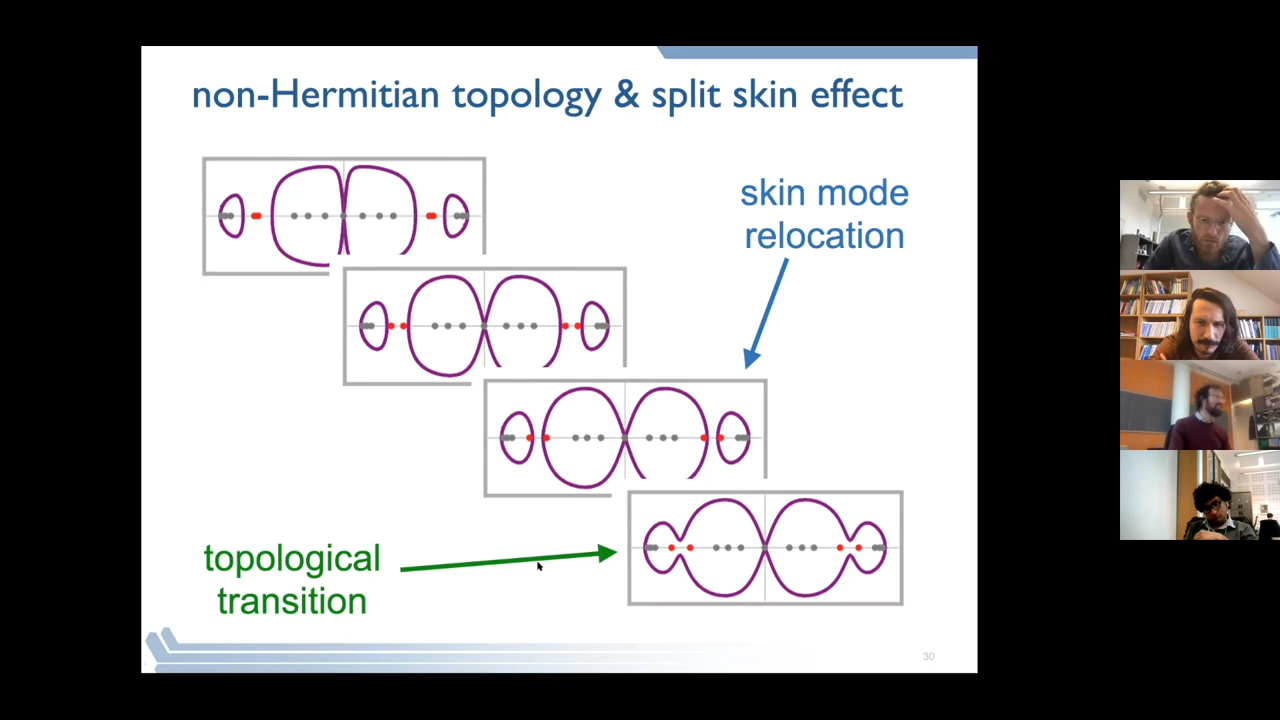 non-Hermitian topology & split skin effect
skin mode
relocation
topological
transition
30